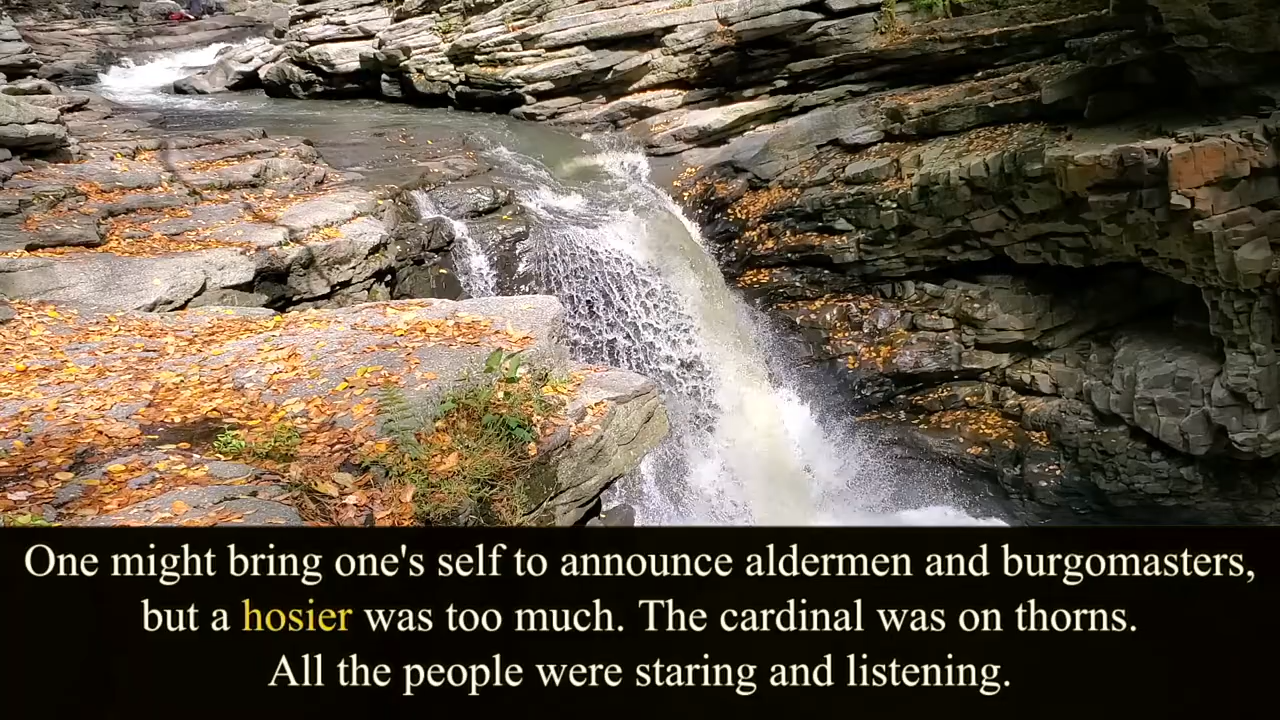 One might bring one's self to announce aldermen and burgomasters,
but a hosier was too much. The cardinal was on thorns.
All the people were staring and listening.